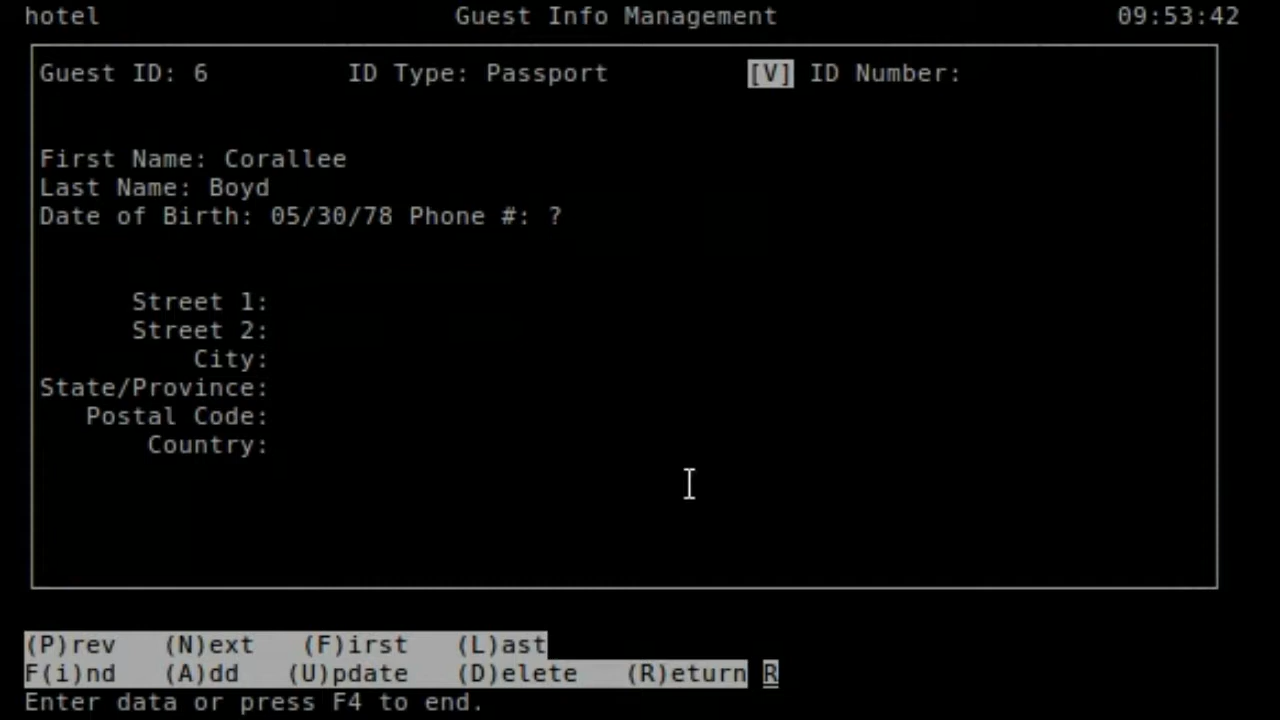 hotel Guest Info Management 09:53:42
Guest ID: 6 ID Type: Passport [V] ID Number:
First Name: Corallee
Last Name: Boyd
Date of Birth: 05/30/78 Phone #: ?
Street 1:
Street 2:
City:
State/Province:
Postal Code:
Country:
(P)rev (N)ext (F)irst (L)ast
F(i)nd (A)dd (U)pdate (D)elete (R)eturn R
Enter data or press F4 to end.